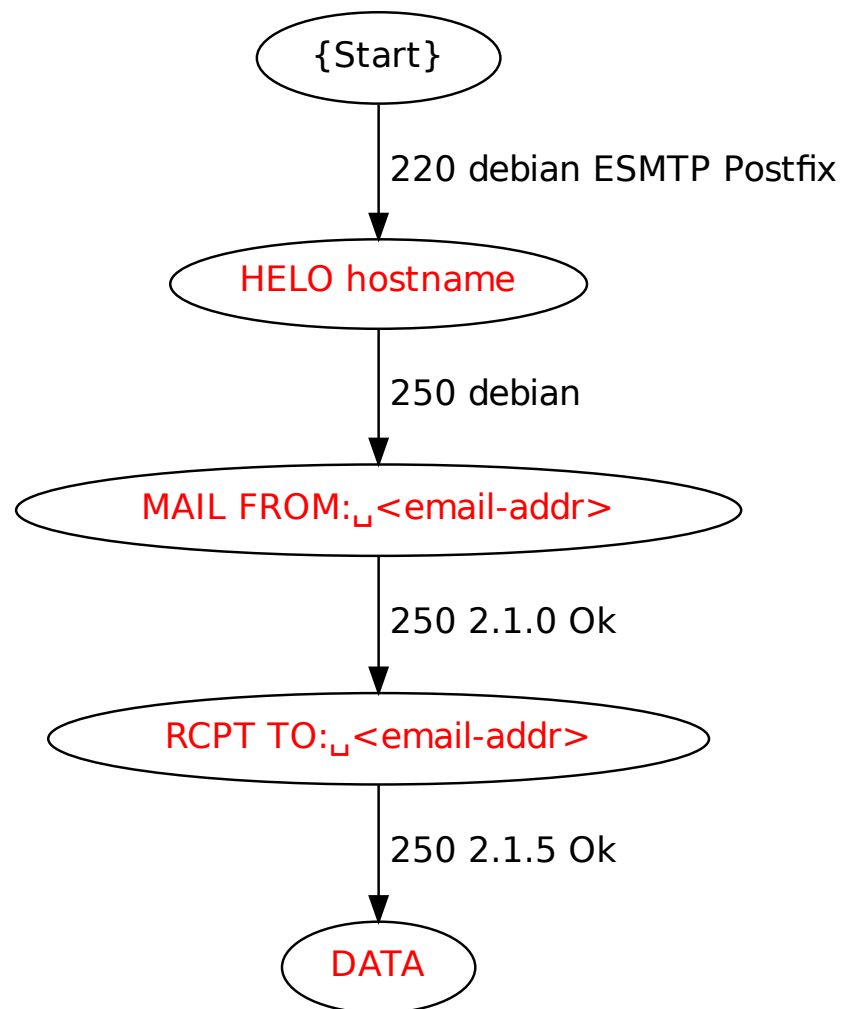 {Start}
220 debian ESMTP Postfix
HELO hostname
250 debian
MAIL FROM:␣<email-addr>
250 2.1.0 Ok
RCPT TO:␣<email-addr>
250 2.1.5 Ok
DATA